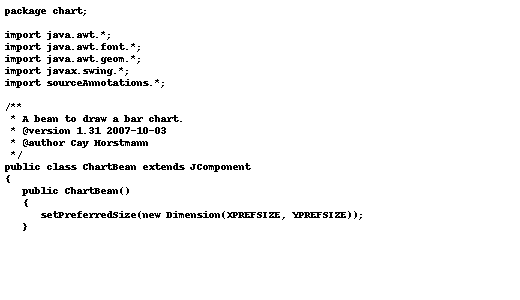 package chart;

import java.awt.*;
import java.awt.font.*;
import java.awt.geom.*;
import javax.swing.*;
import sourceAnnotations.*;

/**
 * A bean to draw a bar chart.
 * @version 1.31 2007-10-03
 * @author Cay Horstmann
 */
public class ChartBean extends JComponent
{
   public ChartBean()
   {
      setPreferredSize(new Dimension(XPREFSIZE, YPREFSIZE));
   }